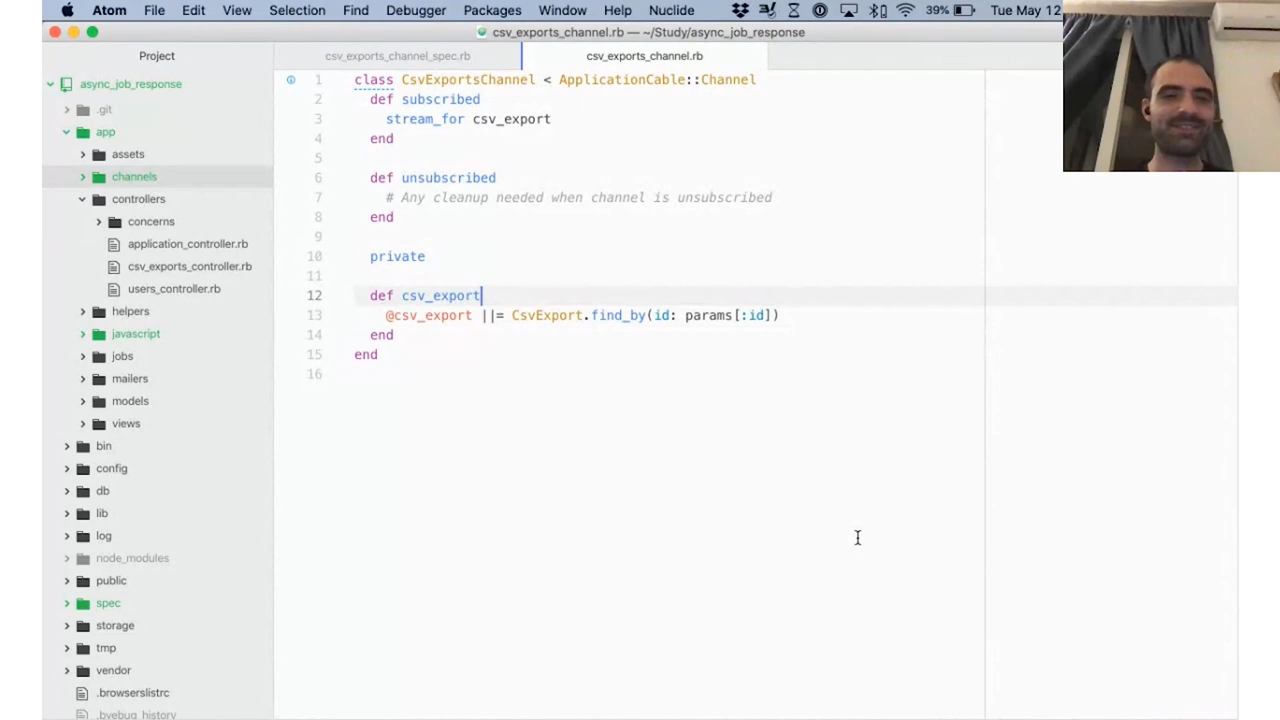 Atom File Edit View Selection Find Debugger Packages Window Help Nuclide 39% Tue May 12
csv_exports_channel.rb — ~/Study/async_job_response
Project
csv_exports_channel_spec.rb
csv_exports_channel.rb
async_job_response
.git
app
assets
channels
controllers
concerns
application_controller.rb
csv_exports_controller.rb
users_controller.rb
helpers
javascript
jobs
mailers
models
views
bin
config
db
lib
log
node_modules
public
spec
storage
tmp
vendor
.browserslistrc
.byebug_history
1 class CsvExportsChannel < ApplicationCable::Channel
2 def subscribed
3 stream_for csv_export
4 end
5
6 def unsubscribed
7 # Any cleanup needed when channel is unsubscribed
8 end
9
10 private
11
12 def csv_export
13 @csv_export ||= CsvExport.find_by(id: params[:id])
14 end
15 end
16